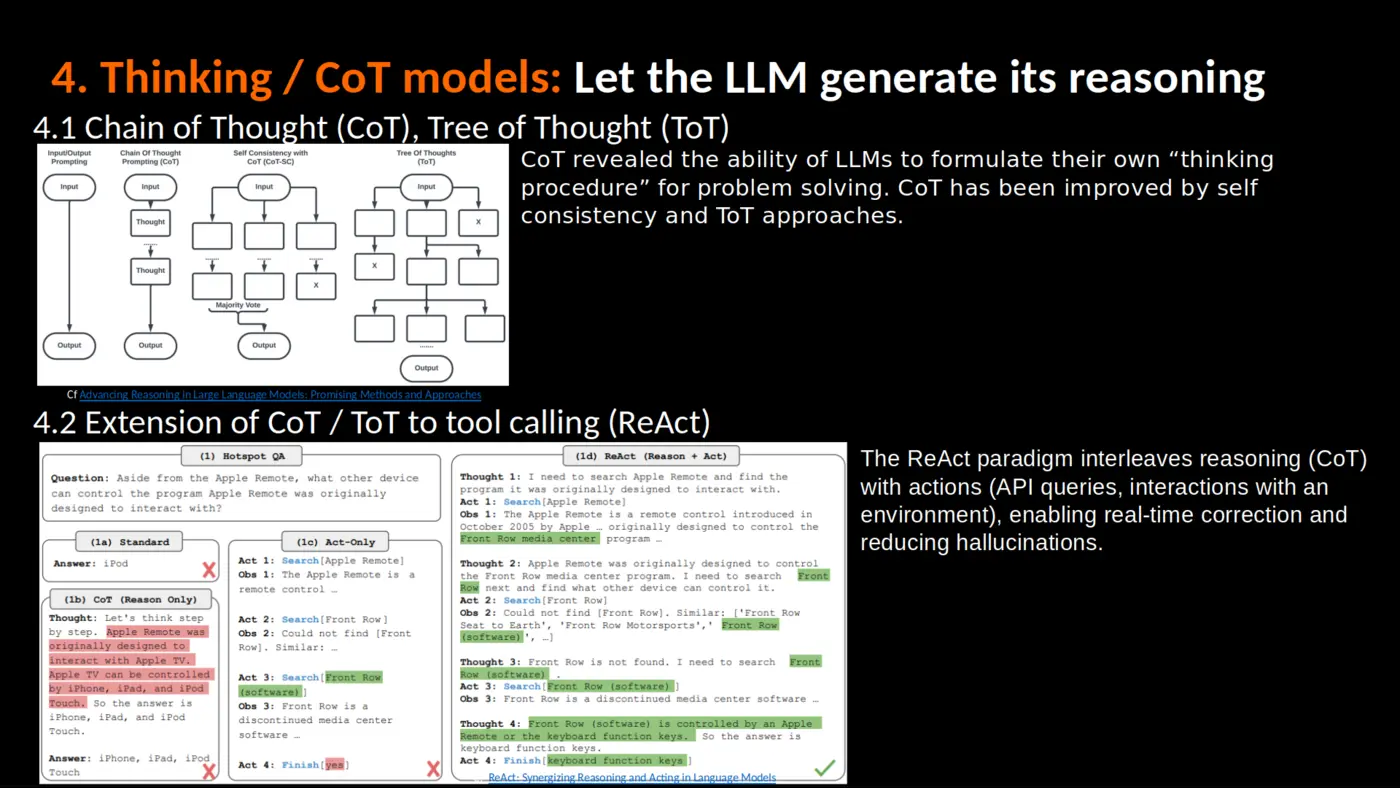 4. Thinking / CoT models: Let the LLM generate its reasoning
4.1 Chain of Thought (CoT), Tree of Thought (ToT)
Input/Output
Prompting
Input
Output
Chain Of Thought
Prompting (CoT)
Input
Thought
.......
Thought
Output
Self Consistency with
CoT (CoT-SC)
Input
....... ....... .......
X
Majority Vote
Output
Tree Of Thoughts
(ToT)
Input
X
X
.......
Output
CoT revealed the ability of LLMs to formulate their own “thinking
procedure” for problem solving. CoT has been improved by self
consistency and ToT approaches.
Cf Advancing Reasoning in Large Language Models: Promising Methods and Approaches
4.2 Extension of CoT / ToT to tool calling (ReAct)
(1) Hotspot QA
Question: Aside from the Apple Remote, what other device
can control the program Apple Remote was originally
designed to interact with?
(1a) Standard
Answer: iPod
(1b) CoT (Reason Only)
Thought: Let's think step
by step. Apple Remote was
originally designed to
interact with Apple TV.
Apple TV can be controlled
by iPhone, iPad, and iPod
Touch. So the answer is
iPhone, iPad, and iPod
Touch.
Answer: iPhone, iPad, iPod
Touch
(1c) Act-Only
Act 1: Search[Apple Remote]
Obs 1: The Apple Remote is a
remote control …
Act 2: Search[Front Row]
Obs 2: Could not find [Front
Row]. Similar: …
Act 3: Search[Front Row
(software)]
Obs 3: Front Row is a
discontinued media center
software …
Act 4: Finish[yes]
(1d) ReAct (Reason + Act)
Thought 1: I need to search Apple Remote and find the
program it was originally designed to interact with.
Act 1: Search[Apple Remote]
Obs 1: The Apple Remote is a remote control introduced in
October 2005 by Apple … originally designed to control the
Front Row media center program …
Thought 2: Apple Remote was originally designed to control
the Front Row media center program. I need to search Front
Row next and find what other device can control it.
Act 2: Search[Front Row]
Obs 2: Could not find [Front Row]. Similar: ['Front Row
Seat to Earth', 'Front Row Motorsports',' Front Row
(software)', …]
Thought 3: Front Row is not found. I need to search Front
Row (software) .
Act 3: Search[Front Row (software)]
Obs 3: Front Row is a discontinued media center software …
Thought 4: Front Row (software) is controlled by an Apple
Remote or the keyboard function keys. So the answer is
keyboard function keys.
Act 4: Finish[keyboard function keys]
ReAct: Synergizing Reasoning and Acting in Language Models
The ReAct paradigm interleaves reasoning (CoT)
with actions (API queries, interactions with an
environment), enabling real-time correction and
reducing hallucinations.